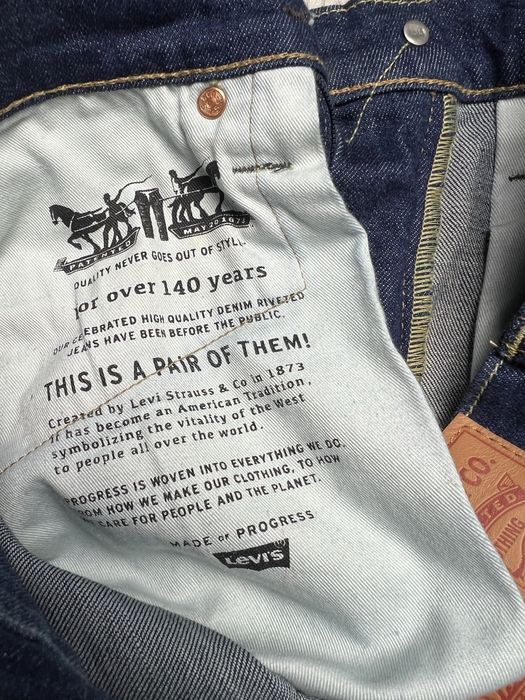 PATENTED
MAY 20 1873
QUALITY NEVER GOES OUT OF STYLE.
for over 140 years
OUR CELEBRATED HIGH QUALITY DENIM RIVETED
JEANS HAVE BEEN BEFORE THE PUBLIC.
THIS IS A PAIR OF THEM!
Created by Levi Strauss & Co in 1873
it has become an American Tradition,
symbolizing the vitality of the West
to people all over the world.
PROGRESS IS WOVEN INTO EVERYTHING WE DO.
FROM HOW WE MAKE OUR CLOTHING, TO HOW
WE CARE FOR PEOPLE AND THE PLANET.
MADE OF PROGRESS
Levi's
®
CO.